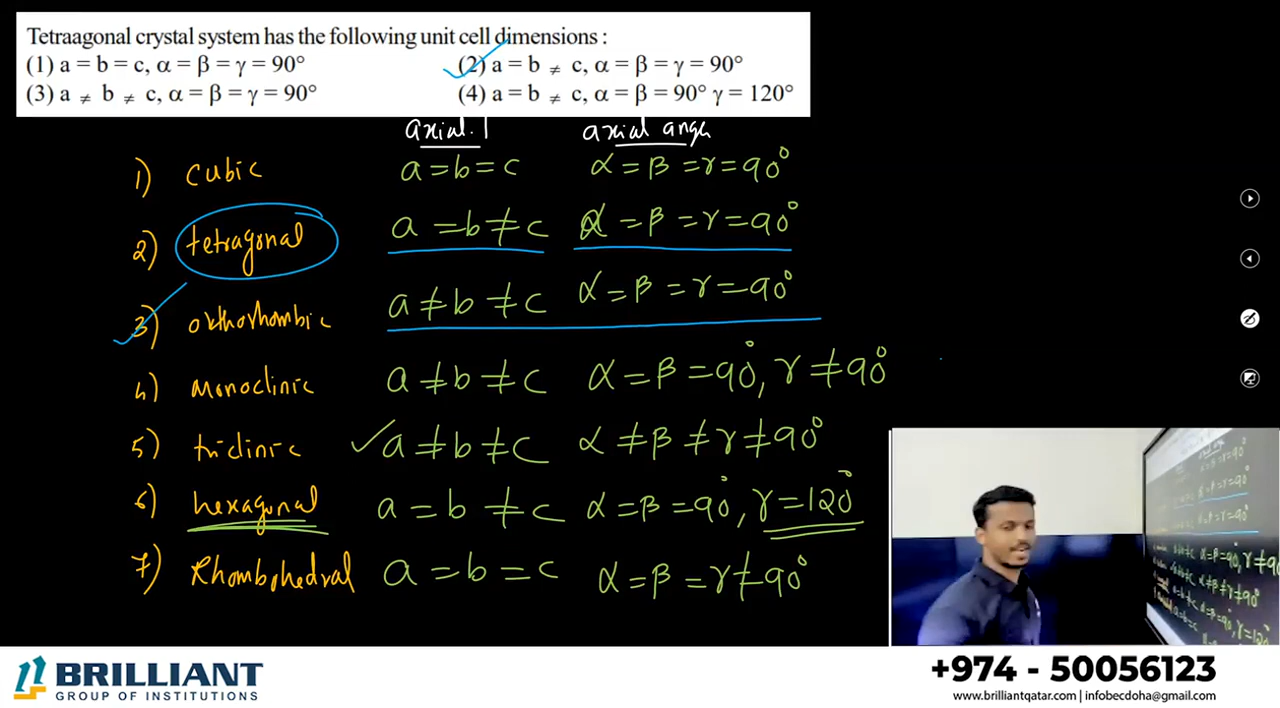 Tetraagonal crystal system has the following unit cell dimensions :
(1) a = b = c, α = β = γ = 90° (2) a = b ≠ c, α = β = γ = 90°
(3) a ≠ b ≠ c, α = β = γ = 90° (4) a = b ≠ c, α = β = 90° γ = 120°
axial. l axial angle
1) cubic a = b = c α = β = γ = 90°
2) tetragonal a = b ≠ c α = β = γ = 90°
3) orthorhombic a ≠ b ≠ c α = β = γ = 90°
4) monoclinic a ≠ b ≠ c α = β = 90°, γ ≠ 90°
5) triclinic a ≠ b ≠ c α ≠ β ≠ γ ≠ 90°
6) hexagonal a = b ≠ c α = β = 90°, γ = 120°
7) Rhombohedral a = b = c α = β = γ ≠ 90°
BRILLIANT
GROUP OF INSTITUTIONS
+974 - 50056123
www.brilliantqatar.com | infobecdoha@gmail.com